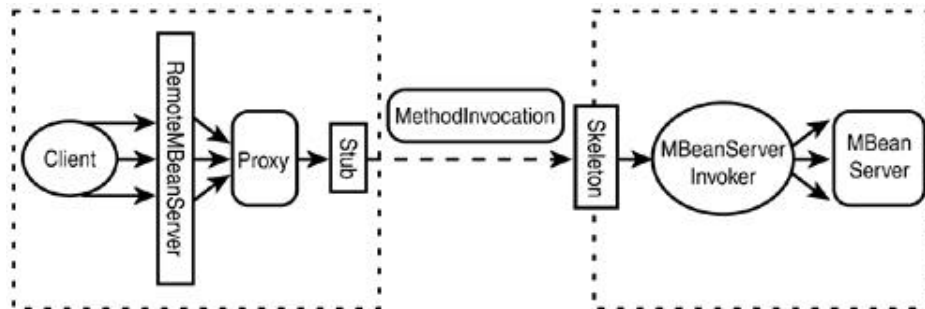 Client
RemoteMBeanServer
Proxy
Stub
MethodInvocation
Skeleton
MBeanServer
Invoker
MBean
Server